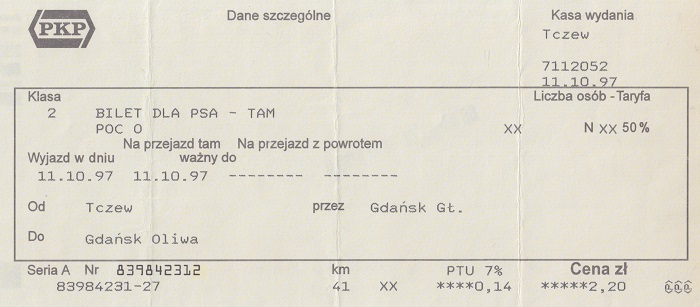 PKP Dane szczególne Kasa wydania
Tczew
7112052
11.10.97
Klasa Liczba osób - Taryfa
2 BILET DLA PSA - TAM
POC O XX N XX 50%
Na przejazd tam Na przejazd z powrotem
Wyjazd w dniu ważny do
11.10.97 11.10.97 -------- --------
Od Tczew przez Gdańsk Gł.
Do Gdańsk Oliwa
Seria A Nr 839842312 km PTU 7% Cena zł
83984231-27 41 XX ****0,14 *****2,20